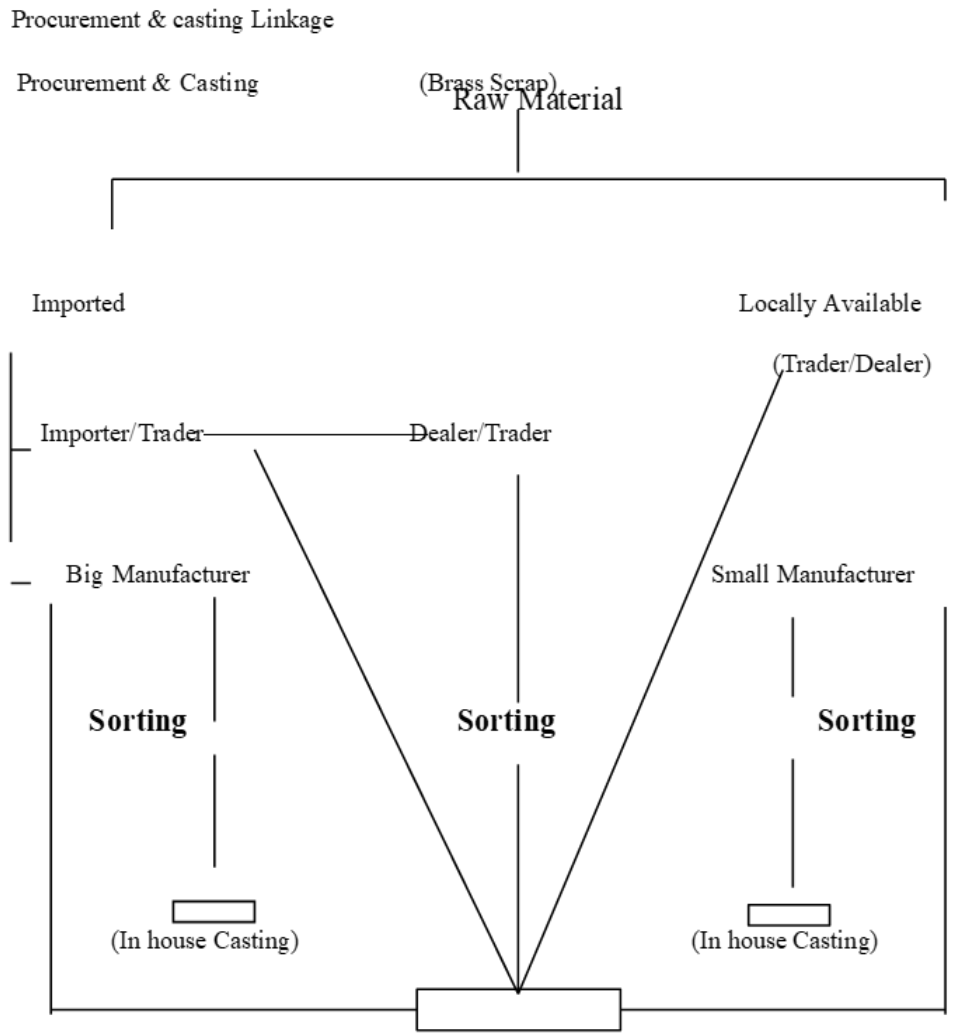 Procurement & casting Linkage
Procurement & Casting
(Brass Scrap)
Raw Material
Imported
Locally Available
(Trader/Dealer)
Importer/Trader
Dealer/Trader
Big Manufacturer
Small Manufacturer
Sorting
Sorting
Sorting
(In house Casting)
(In house Casting)